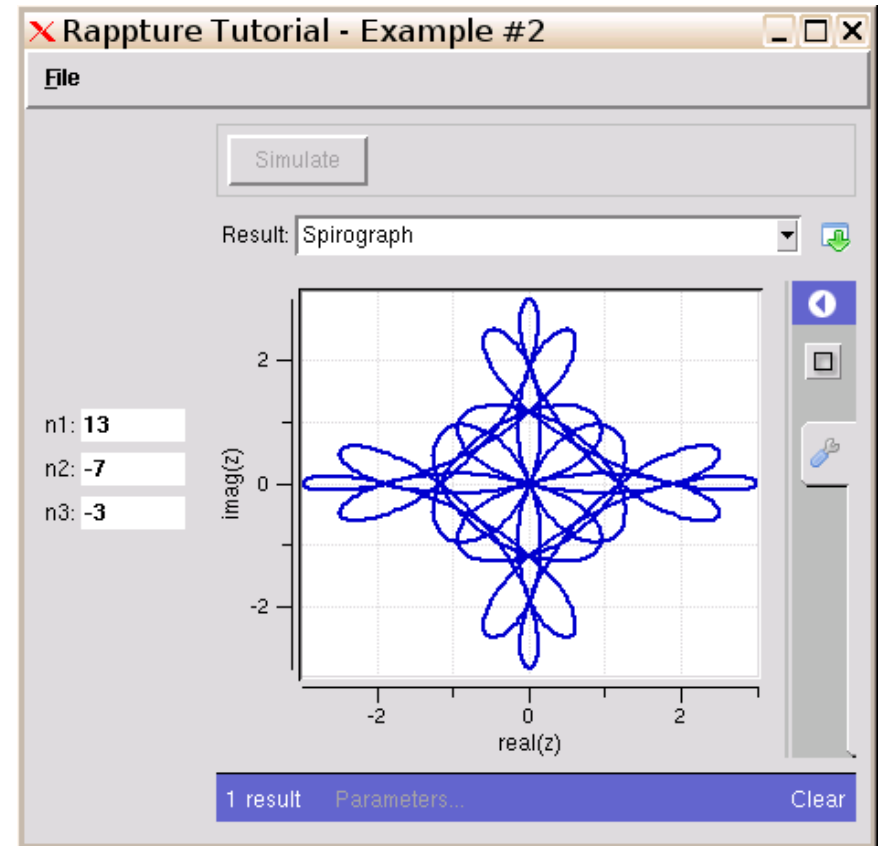 Rappture Tutorial - Example #2
File
Simulate
Result: Spirograph
n1: 13
n2: -7
n3: -3
imag(z)
2
0
-2
-2
0
2
real(z)
1 result Parameters... Clear